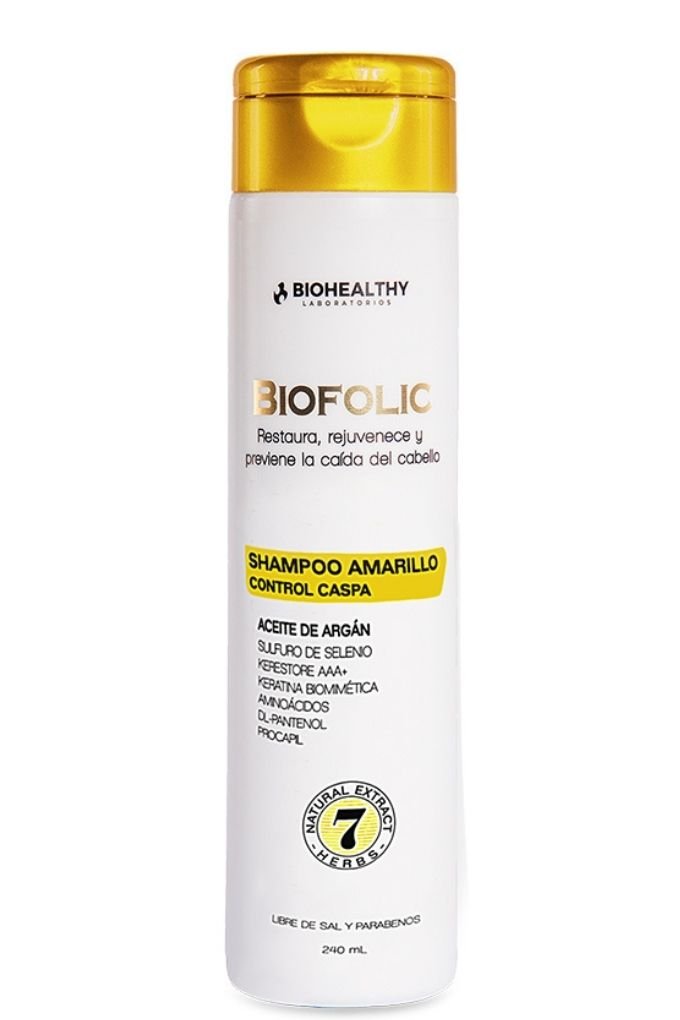 BIOHEALTHY
LABORATORIOS
BIOFOLIC
Restaura, rejuvenece y
previene la caída del cabello
SHAMPOO AMARILLO
CONTROL CASPA
ACEITE DE ARGÁN
SULFURO DE SELENIO
KERESTORE AAA+
KERATINA BIOMIMÉTICA
AMINOÁCIDOS
DL-PANTENOL
PROCAPIL
NATURAL EXTRACT
7
-HERBS-
LIBRE DE SAL Y PARABENOS
240 mL